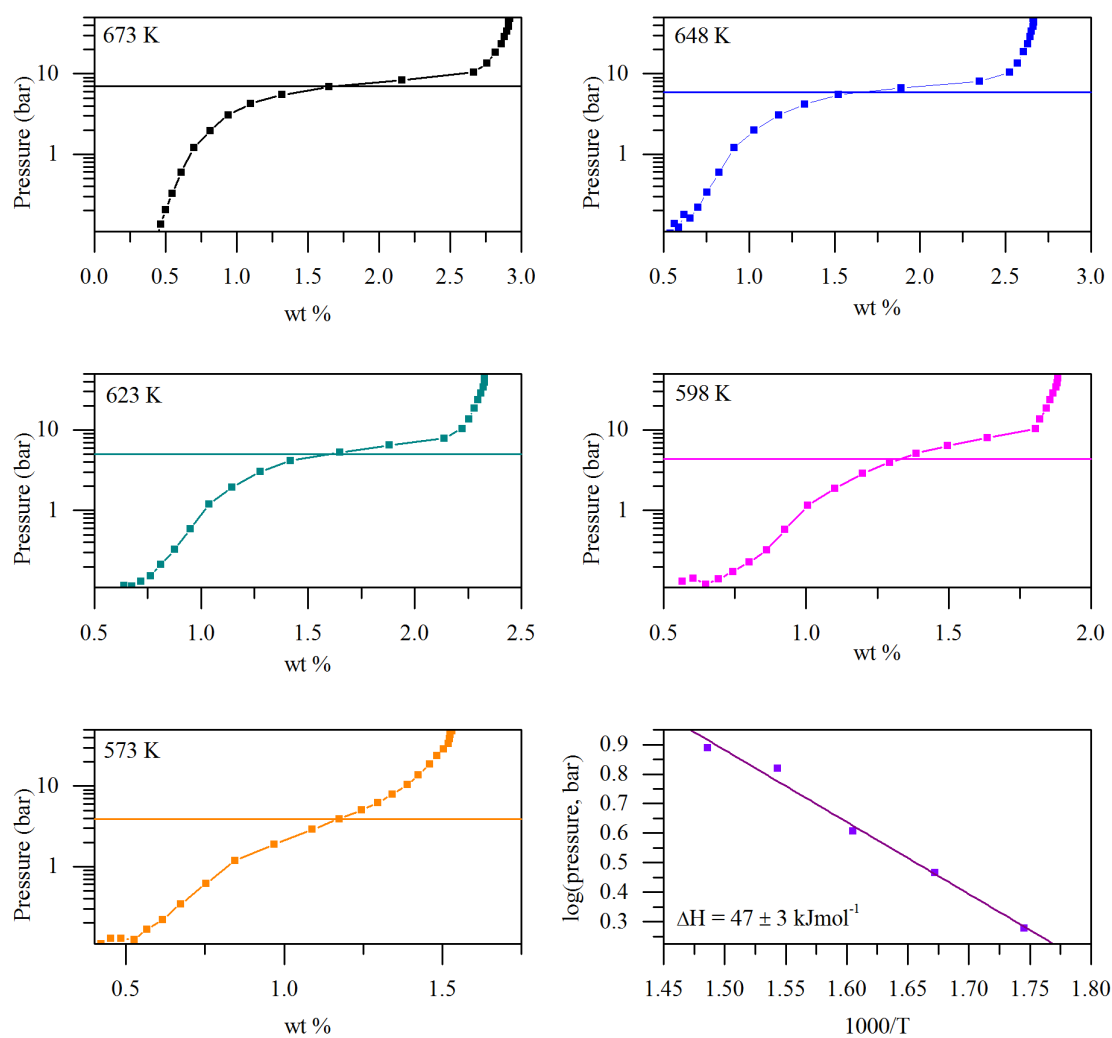 673 K
Pressure (bar)
10
1
0.0 0.5 1.0 1.5 2.0 2.5 3.0
wt %
648 K
Pressure (bar)
10
1
0.5 1.0 1.5 2.0 2.5 3.0
wt %
623 K
Pressure (bar)
10
1
0.5 1.0 1.5 2.0 2.5
wt %
598 K
Pressure (bar)
10
1
0.5 1.0 1.5 2.0
wt %
573 K
Pressure (bar)
10
1
0.5 1.0 1.5
wt %
log(pressure, bar)
0.9
0.8
0.7
0.6
0.5
0.4
0.3
ΔH = 47 ± 3 kJmol⁻¹
1.45 1.50 1.55 1.60 1.65 1.70 1.75 1.80
1000/T